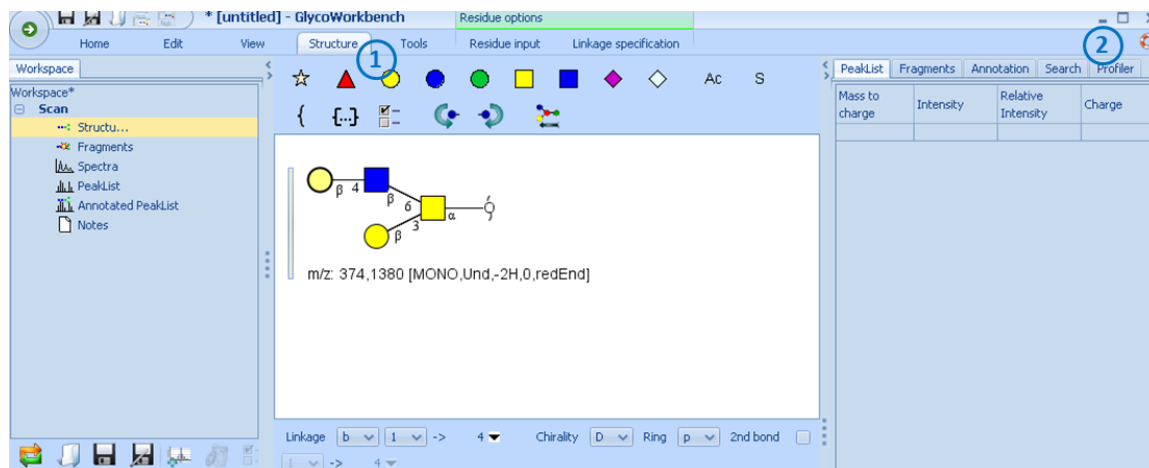 * [untitled] - GlycoWorkbench Residue options
Home Edit View Structure Tools Residue input Linkage specification
1
2
Workspace
PeakList Fragments Annotation Search Profiler
Workspace*
Scan
Structu...
Fragments
Spectra
PeakList
Annotated PeakList
Notes
Ac S
{ {..}
Mass to charge Intensity Relative Intensity Charge
β 4
β 6
α
β 3
m/z: 374,1380 [MONO,Und,-2H,0,redEnd]
Linkage b 1 -> 4 Chirality D Ring p 2nd bond
1 -> 4